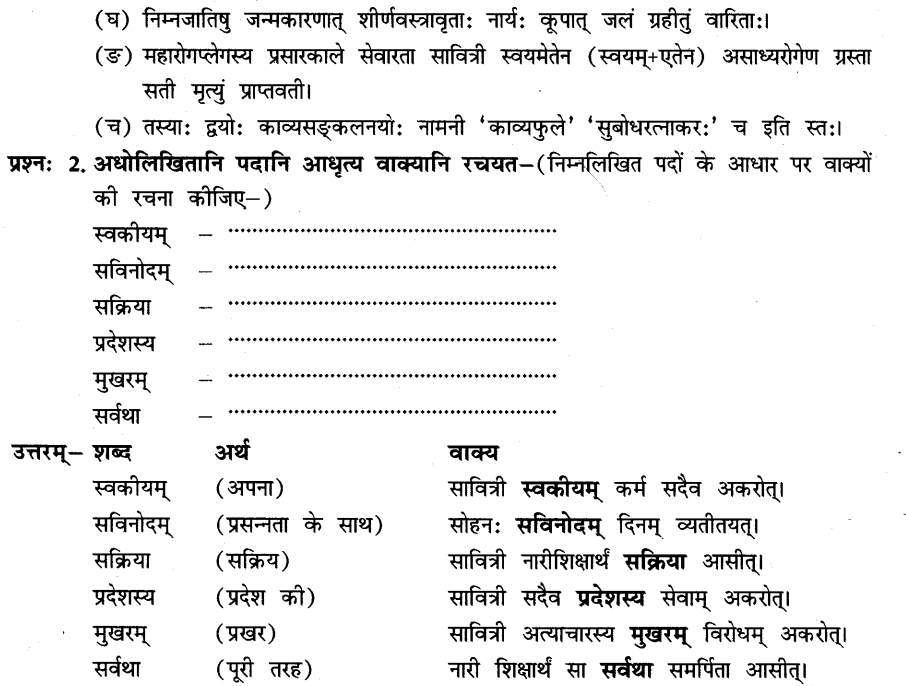 (घ) निम्नजातिषु जन्मकारणात् शीर्णवस्त्रावृताः नार्यः कूपात् जलं ग्रहीतुं वारिताः।
(ङ) महारोगप्लेगस्य प्रसारकाले सेवारता सावित्री स्वयमेतेन (स्वयम्+एतेन) असाध्यरोगेण ग्रस्ता
सती मृत्युं प्राप्तवती।
(च) तस्याः द्वयोः काव्यसङ्कलनयोः नामनी ‘काव्यफुले’ ‘सुबोधरत्नाकरः’ च इति स्तः।
प्रश्नः 2. अधोलिखितानि पदानि आधृत्य वाक्यानि रचयत–(निम्नलिखित पदों के आधार पर वाक्यों
की रचना कीजिए–)
स्वकीयम् – ........................................................
सविनोदम् – ........................................................
सक्रिया – ........................................................
प्रदेशस्य – ........................................................
मुखरम् – ........................................................
सर्वथा – ........................................................
उत्तरम्– शब्द अर्थ वाक्य
स्वकीयम् (अपना) सावित्री स्वकीयम् कर्म सदैव अकरोत्।
सविनोदम् (प्रसन्नता के साथ) सोहनः सविनोदम् दिनम् व्यतीतयत्।
सक्रिया (सक्रिय) सावित्री नारीशिक्षार्थं सक्रिया आसीत्।
प्रदेशस्य (प्रदेश की) सावित्री सदैव प्रदेशस्य सेवाम् अकरोत्।
मुखरम् (प्रखर) सावित्री अत्याचारस्य मुखरम् विरोधम् अकरोत्।
सर्वथा (पूरी तरह) नारी शिक्षार्थं सा सर्वथा समर्पिता आसीत्।